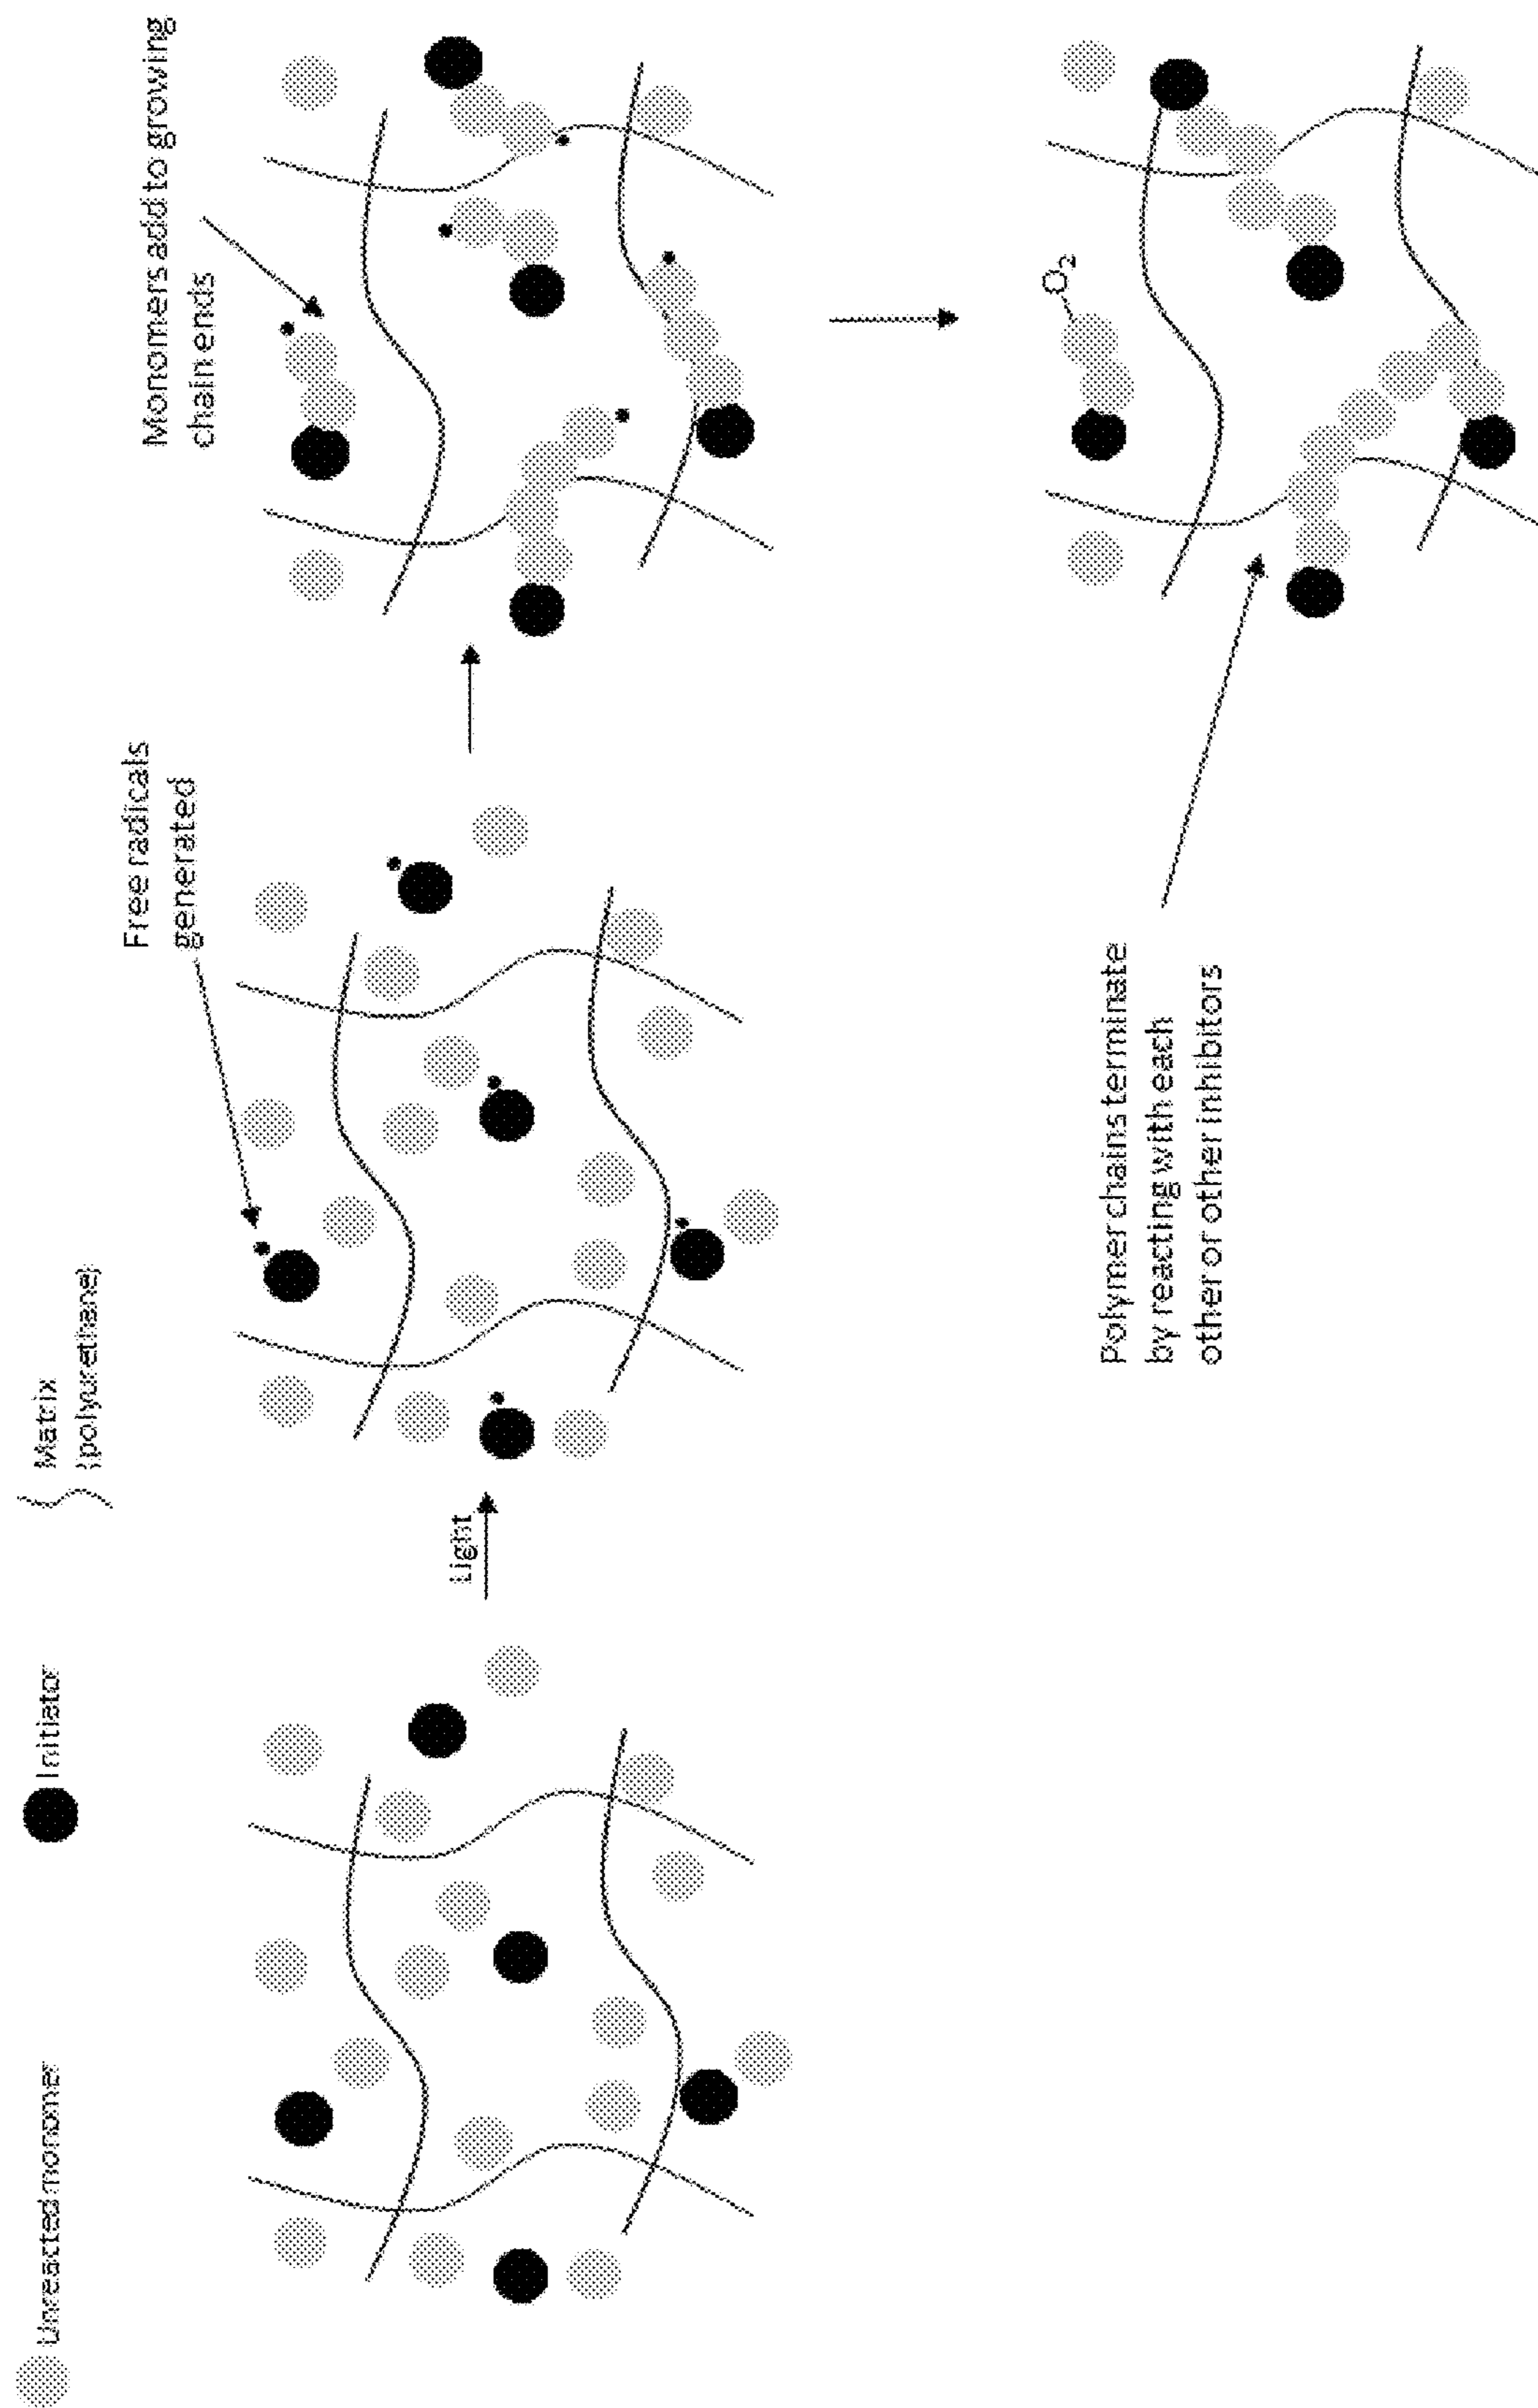 Unreacted monomer
Initiator
Matrix
(polyurethane)
Light
Free radicals
generated
Monomers add to growing
chain ends
Polymer chains terminate
by reacting with each
other or other inhibitors
O₂